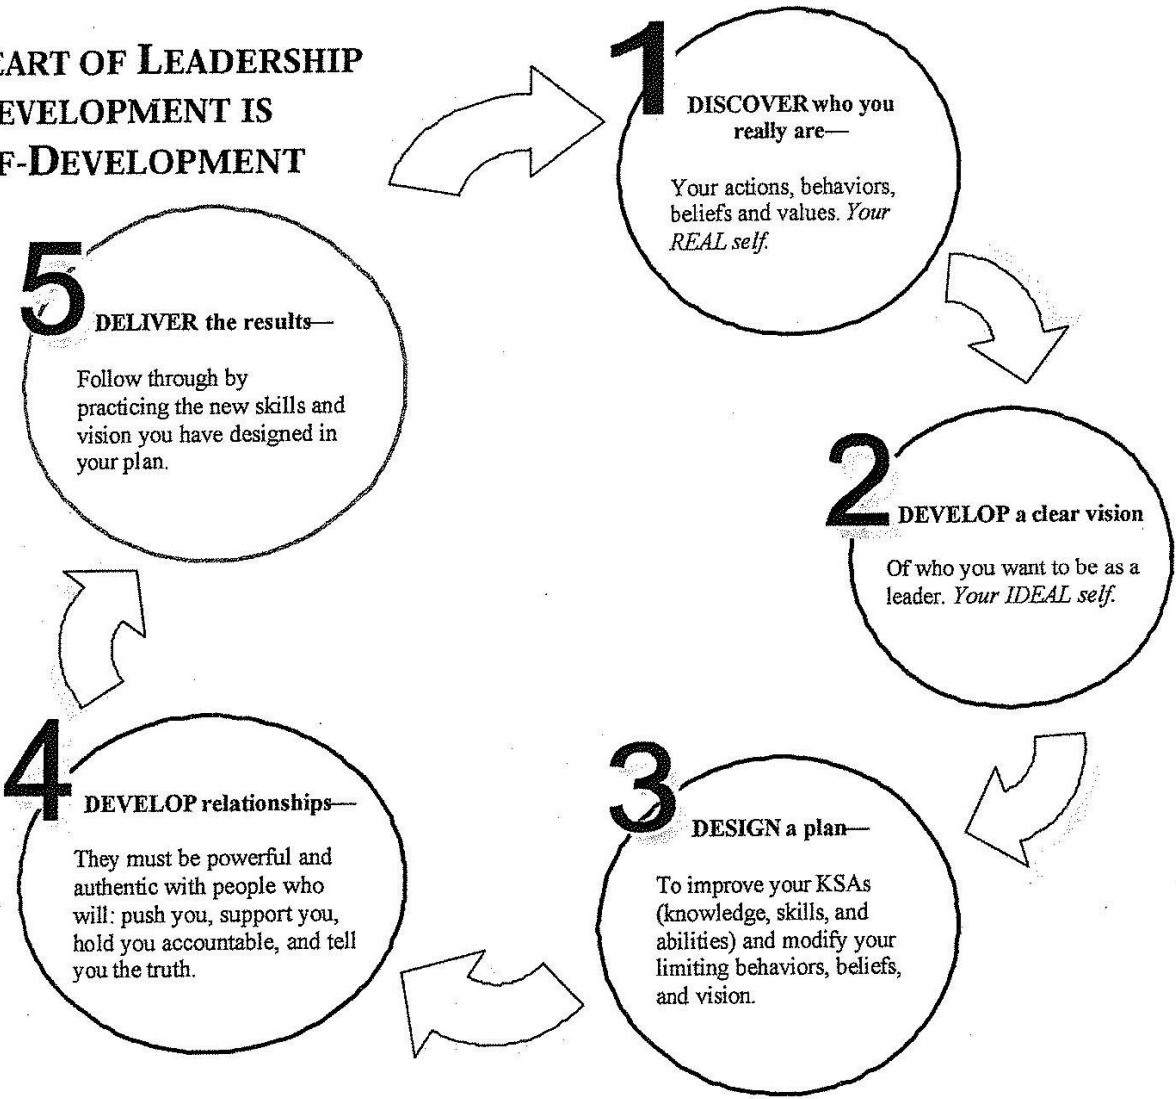 EART OF LEADERSHIP
EVELOPMENT IS
F-DEVELOPMENT
1
DISCOVER who you
really are—
Your actions, behaviors,
beliefs and values. Your
REAL self.
2
DEVELOP a clear vision
Of who you want to be as a
leader. Your IDEAL self.
3
DESIGN a plan—
To improve your KSAs
(knowledge, skills, and
abilities) and modify your
limiting behaviors, beliefs,
and vision.
4
DEVELOP relationships—
They must be powerful and
authentic with people who
will: push you, support you,
hold you accountable, and tell
you the truth.
5
DELIVER the results—
Follow through by
practicing the new skills and
vision you have designed in
your plan.